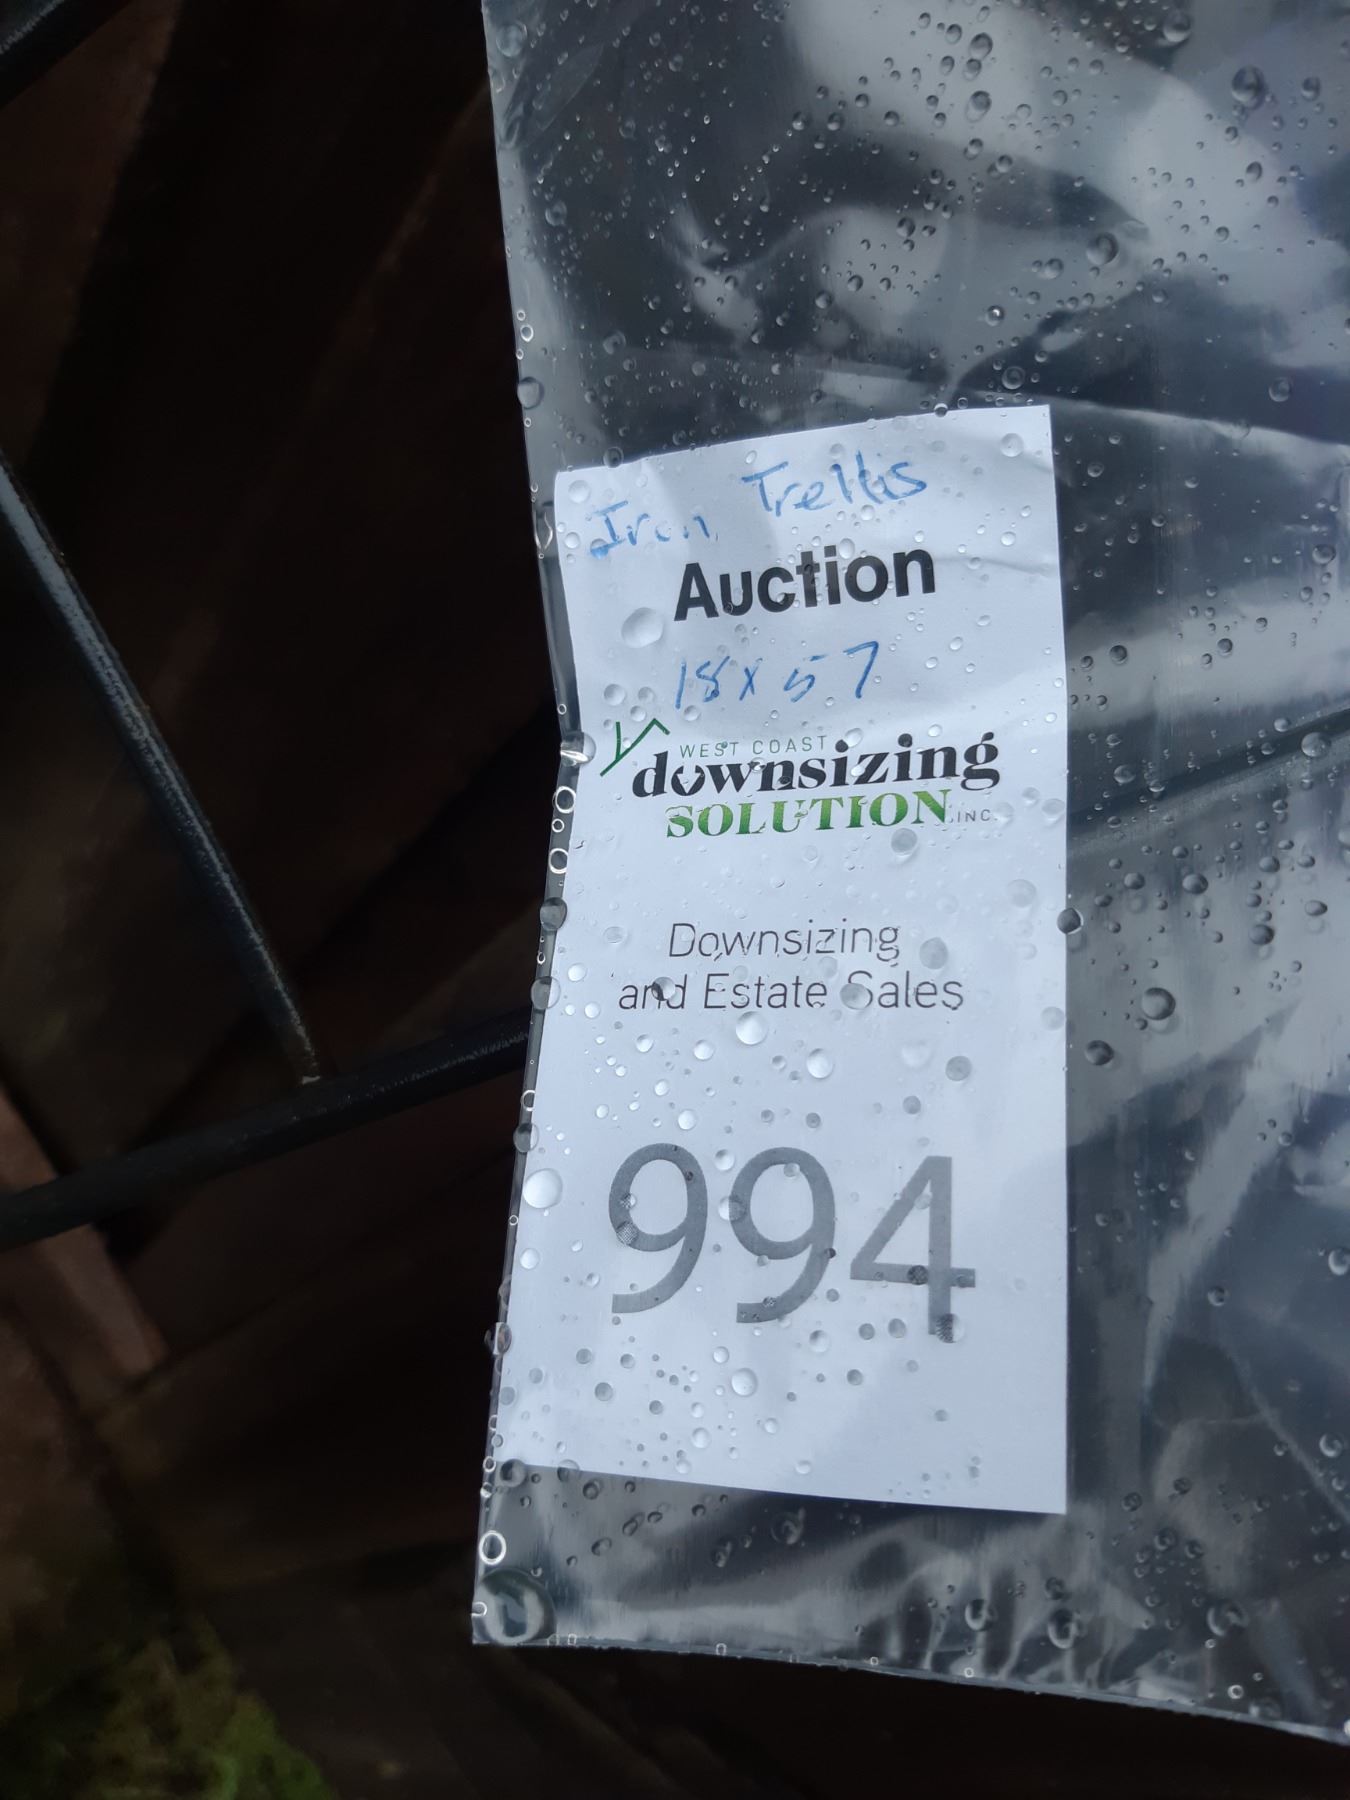 Iron Trellis
Auction
18 x 57
WEST COAST
downsizing
SOLUTION INC.
Downsizing
and Estate Sales
994